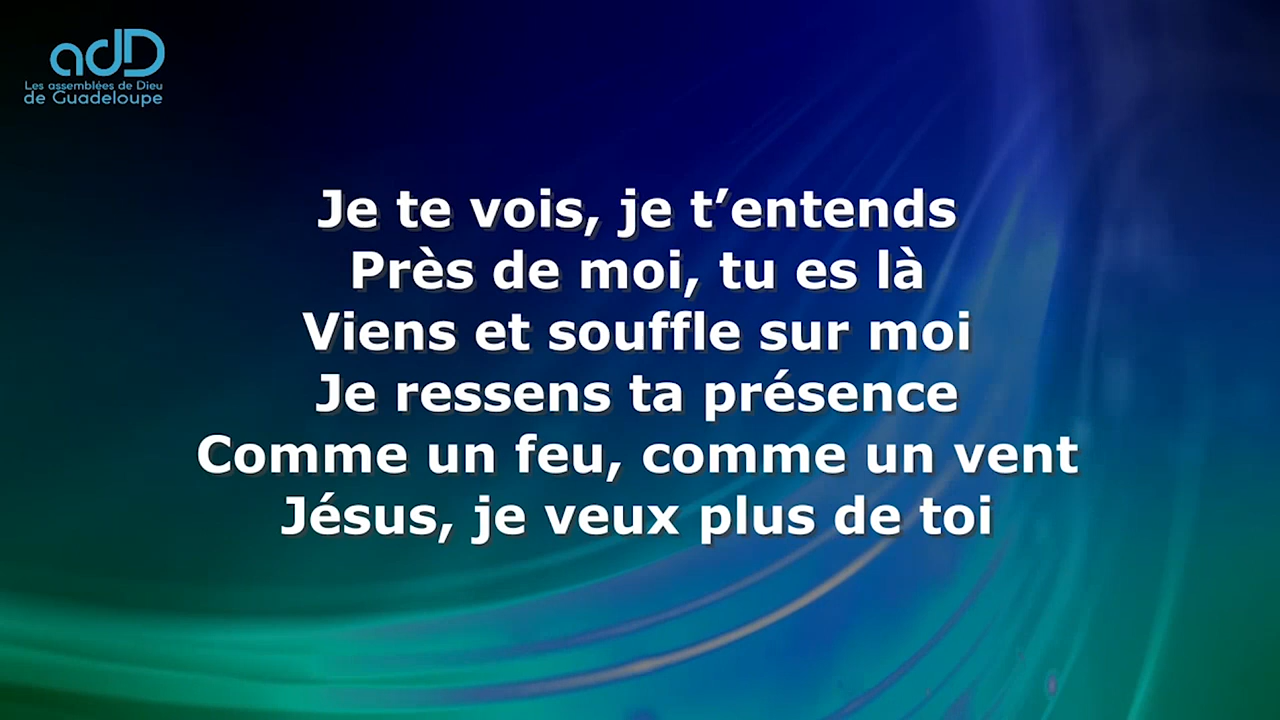 adD
Les assemblées de Dieu
de Guadeloupe
Je te vois, je t’entends
Près de moi, tu es là
Viens et souffle sur moi
Je ressens ta présence
Comme un feu, comme un vent
Jésus, je veux plus de toi